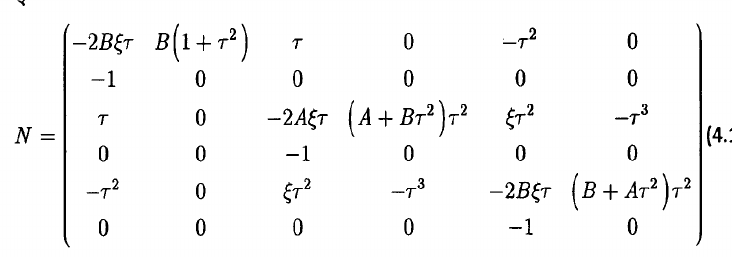 −2Bξτ B(1 + τ²) τ 0 −τ² 0
−1 0 0 0 0 0
N = τ 0 −2Aξτ (A + Bτ²)τ² ξτ² −τ³ (4.
0 0 −1 0 0 0
−τ² 0 ξτ² −τ³ −2Bξτ (B + Aτ²)τ²
0 0 0 0 −1 0